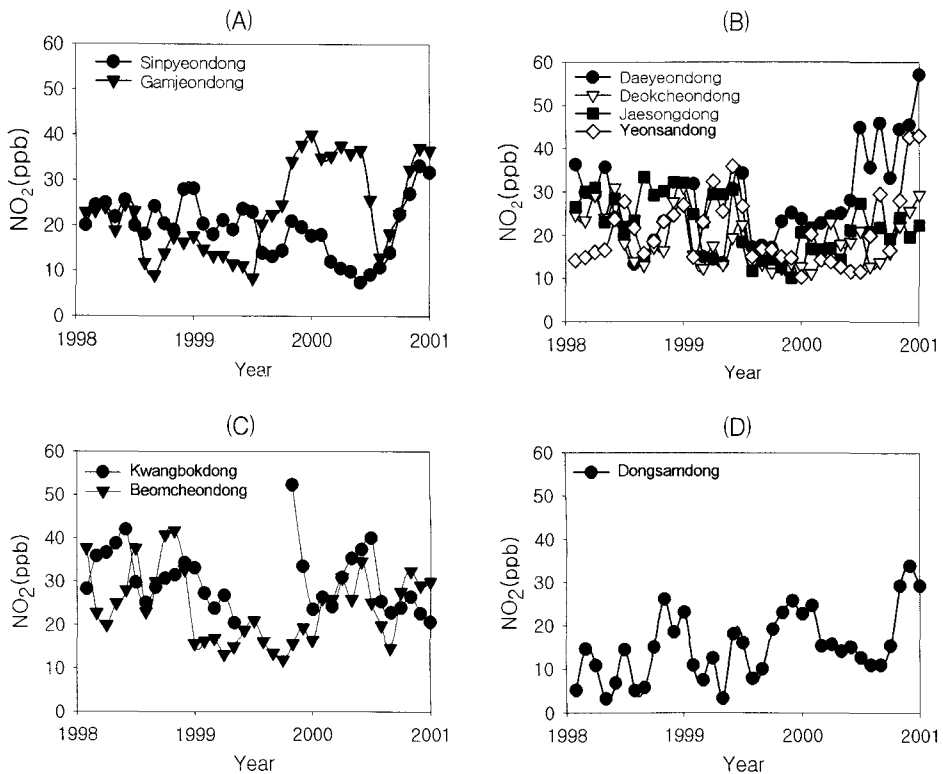 (A)
60
50
40
30
20
10
0
NO2(ppb)
Sinpyeondong
Gamjeondong
1998
1999
2000
2001
Year
(B)
60
50
40
30
20
10
0
NO2(ppb)
Daeyeondong
Deokcheondong
Jaesongdong
Yeonsandong
1998
1999
2000
2001
Year
(C)
60
50
40
30
20
10
0
NO2(ppb)
Kwangbokdong
Beomcheondong
1998
1999
2000
2001
Year
(D)
60
50
40
30
20
10
0
NO2(ppb)
Dongsamdong
1998
1999
2000
2001
Year